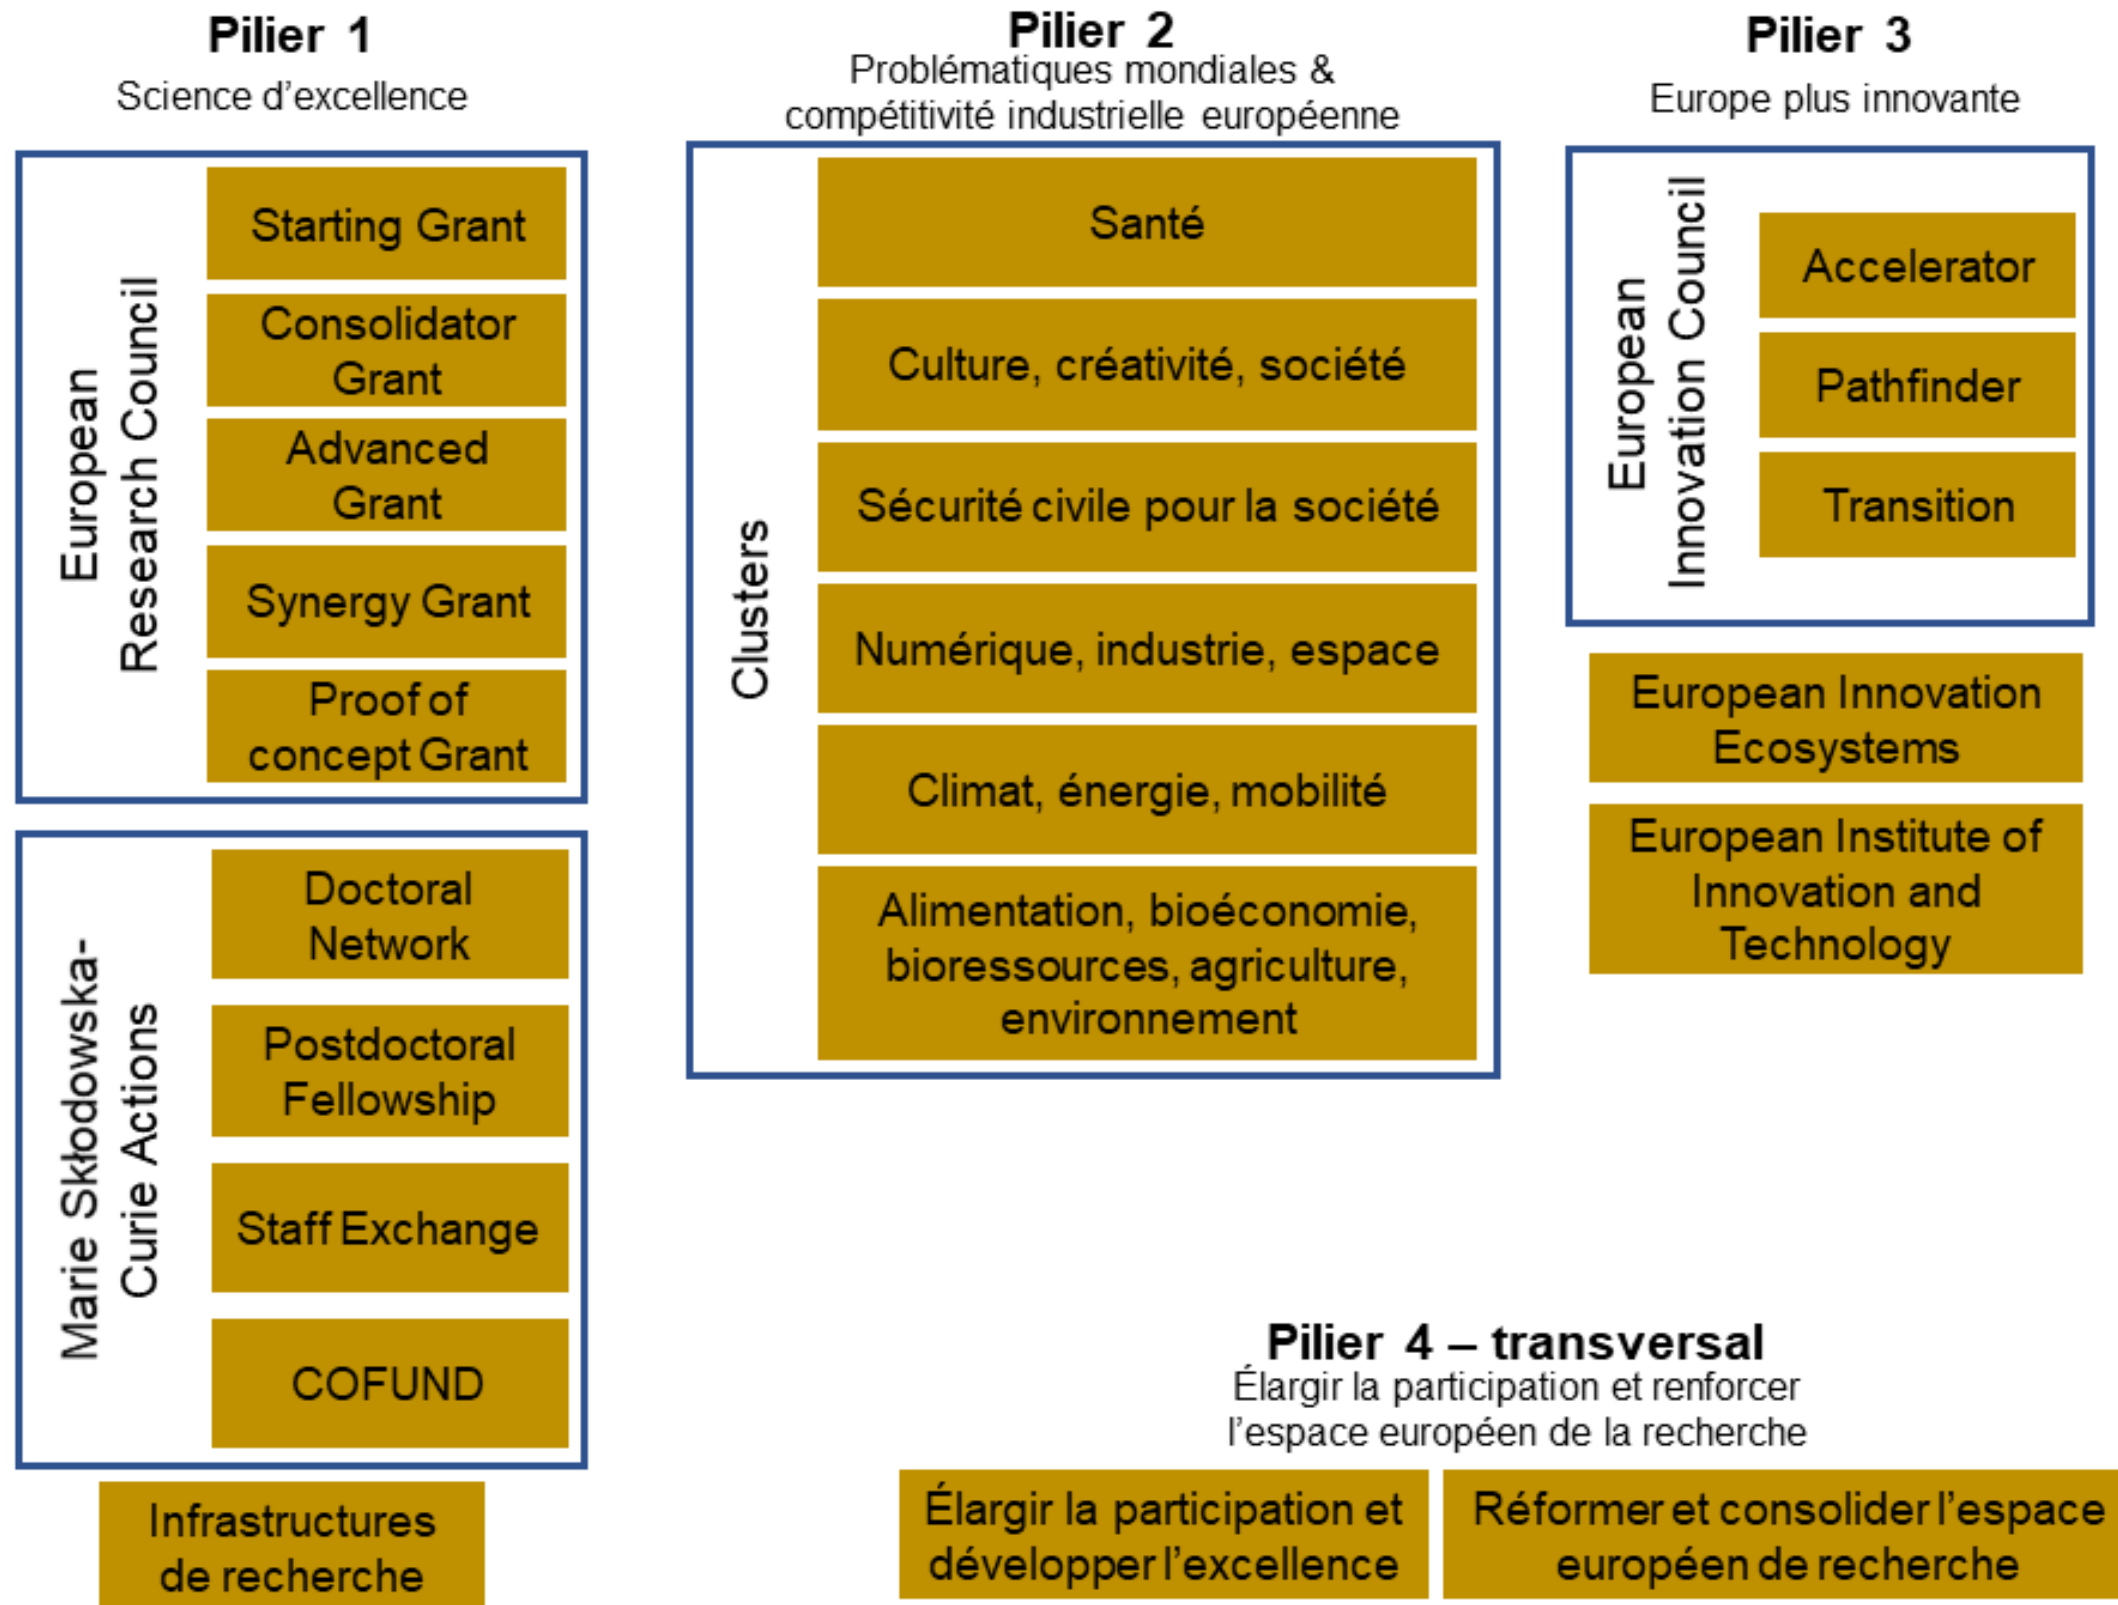 Pilier 1
Science d’excellence
European
Research Council
Starting Grant
Consolidator
Grant
Advanced
Grant
Synergy Grant
Proof of
concept Grant
Marie Skłodowska-
Curie Actions
Doctoral
Network
Postdoctoral
Fellowship
Staff Exchange
COFUND
Infrastructures
de recherche
Pilier 2
Problématiques mondiales &
compétitivité industrielle européenne
Clusters
Santé
Culture, créativité, société
Sécurité civile pour la société
Numérique, industrie, espace
Climat, énergie, mobilité
Alimentation, bioéconomie,
bioressources, agriculture,
environnement
Pilier 3
Europe plus innovante
European
Innovation Council
Accelerator
Pathfinder
Transition
European Innovation
Ecosystems
European Institute of
Innovation and
Technology
Pilier 4 – transversal
Élargir la participation et renforcer
l’espace européen de la recherche
Élargir la participation et
développer l’excellence
Réformer et consolider l’espace
européen de recherche